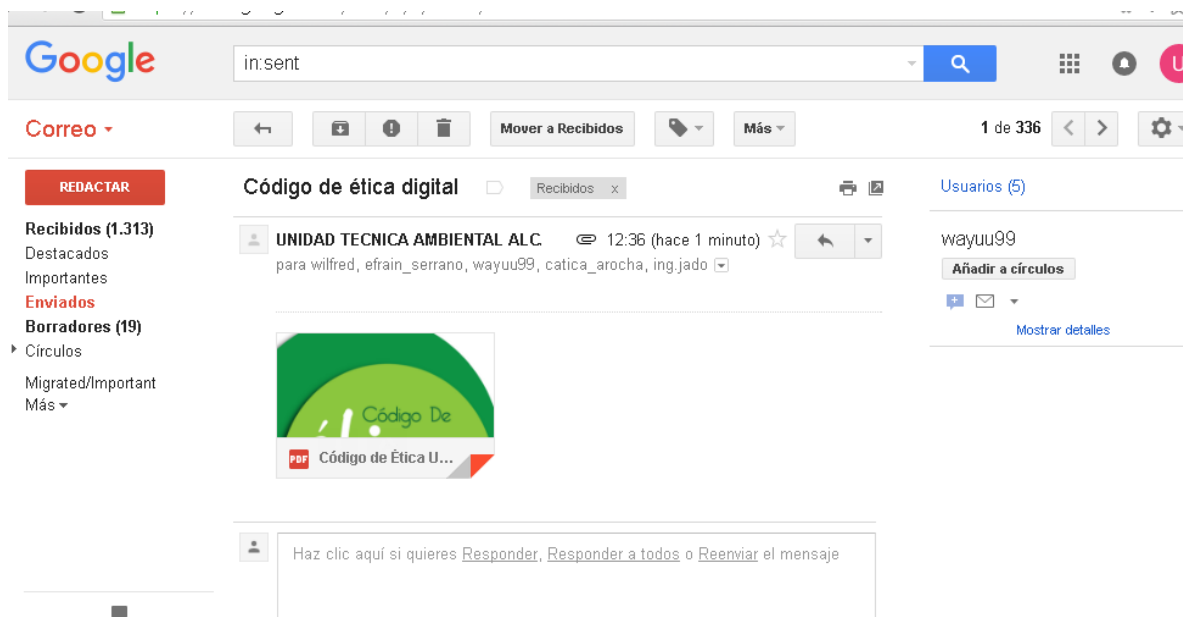 Google
in:sent
U
Correo
Mover a Recibidos
Más
1 de 336
REDACTAR
Código de ética digital
Recibidos x
Usuarios (5)
Recibidos (1.313)
Destacados
Importantes
Enviados
Borradores (19)
Círculos
Migrated/Important
Más
UNIDAD TECNICA AMBIENTAL ALC.
12:36 (hace 1 minuto)
para wilfred, efrain_serrano, wayuu99, catica_arocha, ing.jado
wayuu99
Añadir a círculos
Mostrar detalles
Código De
PDF Código de Ética U...
Haz clic aquí si quieres Responder, Responder a todos o Reenviar el mensaje